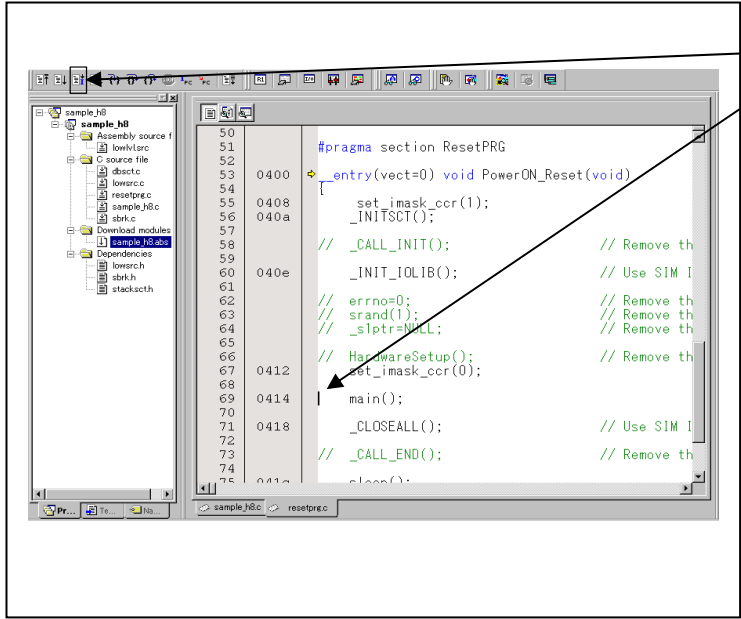 sample_h8
sample_h8
Assembly source f
lowlvl.src
C source file
dbsct.c
lowsrc.c
resetprg.c
sample_h8.c
sbrk.c
Download modules
sample_h8.abs
Dependencies
lowsrc.h
sbrk.h
stacksct.h
Pr...
Te...
Na...
50
51 #pragma section ResetPRG
52
53 0400 __entry(vect=0) void PowerON_Reset(void)
54 {
55 0408 set_imask_ccr(1);
56 040a _INITSCT();
57
58 // _CALL_INIT(); // Remove th
59
60 040e _INIT_IOLIB(); // Use SIM I
61
62 // errno=0; // Remove th
63 // srand(1); // Remove th
64 // _s1ptr=NULL; // Remove th
65
66 // HardwareSetup(); // Remove th
67 0412 set_imask_ccr(0);
68
69 0414 main();
70
71 0418 _CLOSEALL(); // Use SIM I
72
73 // _CALL_END(); // Remove th
74
75 041c sleep();
sample_h8.c
resetprg.c